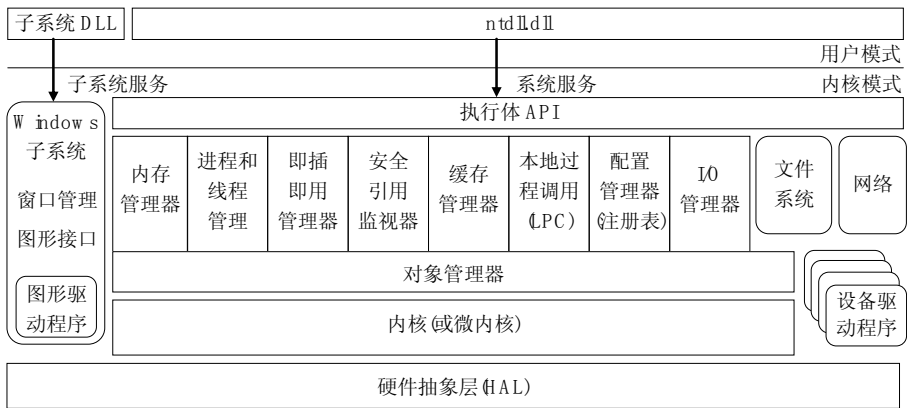 子系统 DLL
ntdll.dll
用户模式
子系统服务
系统服务
内核模式
Windows
子系统
窗口管理
图形接口
图形驱
动程序
执行体 API
内存
管理器
进程和
线程
管理
即插
即用
管理器
安全
引用
监视器
缓存
管理器
本地过
程调用
(LPC)
配置
管理器
(注册表)
I/O
管理器
文件
系统
网络
对象管理器
设备驱
动程序
内核(或微内核)
硬件抽象层(HAL)